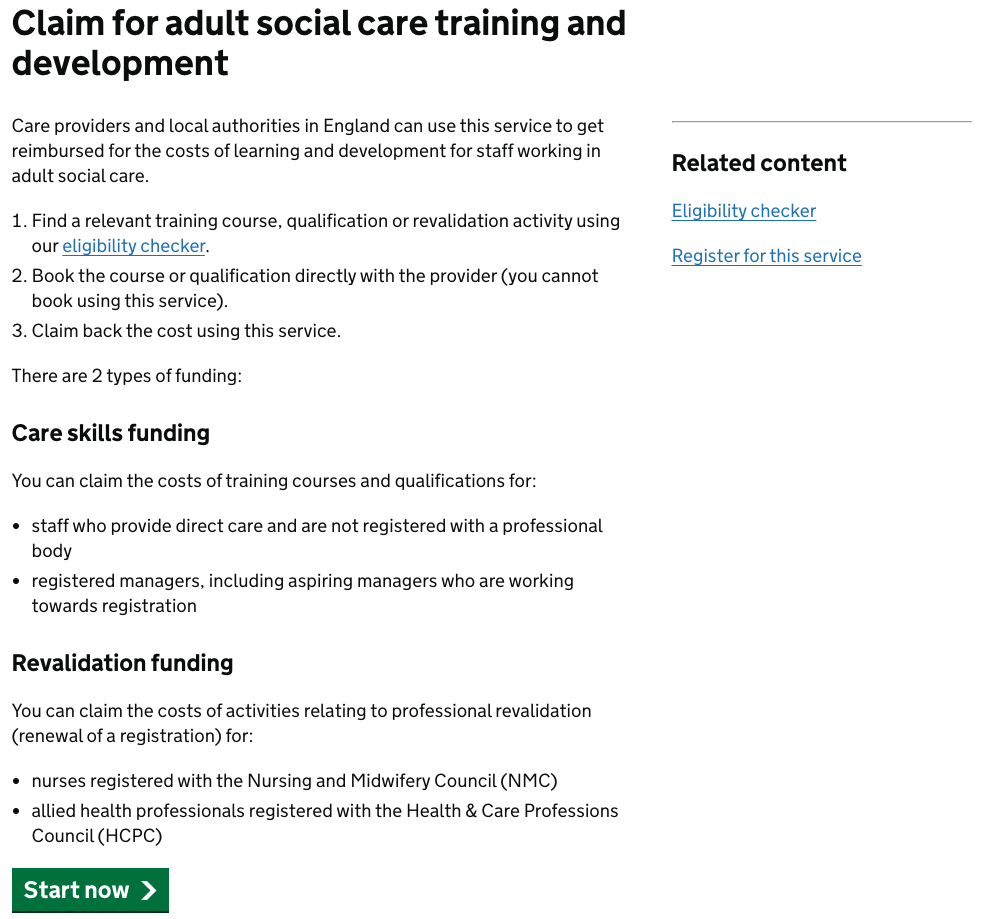 Claim for adult social care training and
development
Care providers and local authorities in England can use this service to get
reimbursed for the costs of learning and development for staff working in
adult social care.
1. Find a relevant training course, qualification or revalidation activity using
our eligibility checker.
2. Book the course or qualification directly with the provider (you cannot
book using this service).
3. Claim back the cost using this service.
There are 2 types of funding:
Care skills funding
You can claim the costs of training courses and qualifications for:
• staff who provide direct care and are not registered with a professional
body
• registered managers, including aspiring managers who are working
towards registration
Revalidation funding
You can claim the costs of activities relating to professional revalidation
(renewal of a registration) for:
• nurses registered with the Nursing and Midwifery Council (NMC)
• allied health professionals registered with the Health & Care Professions
Council (HCPC)
Start now
Related content
Eligibility checker
Register for this service